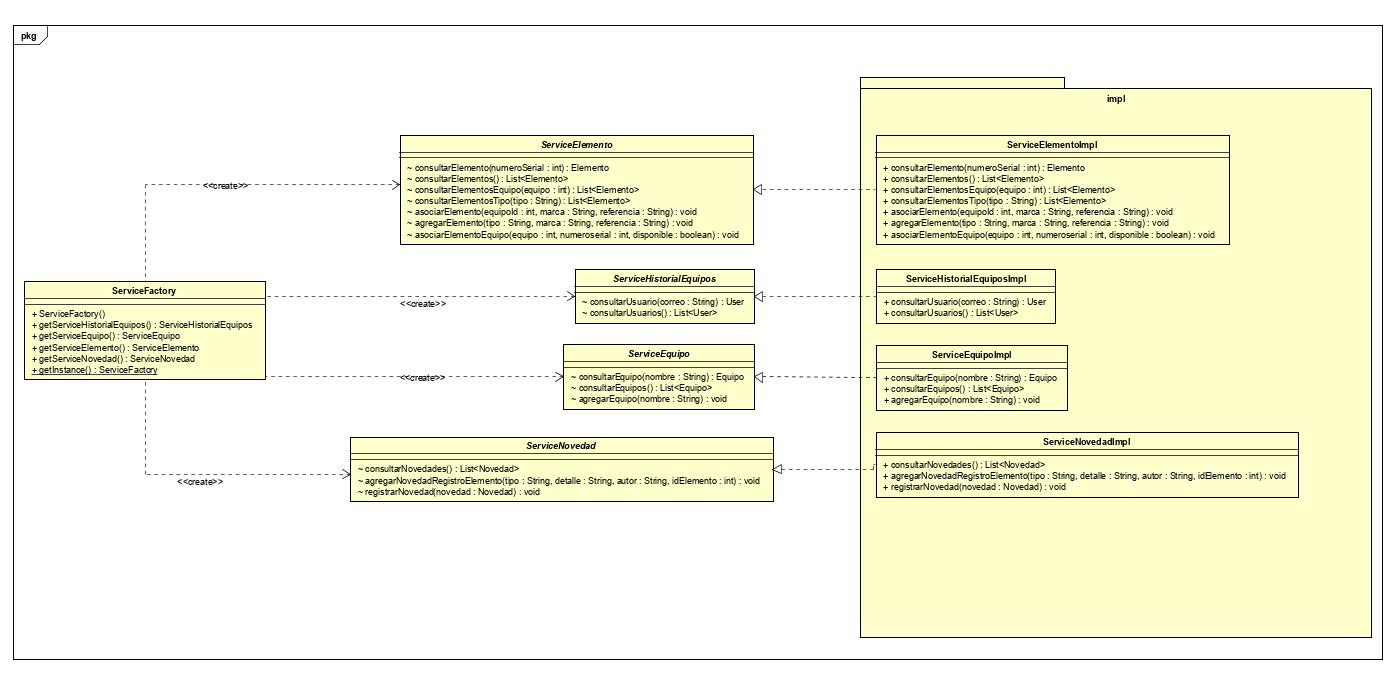 pkg
impl
ServiceElemento
~ consultarElemento(numeroSerial : int) : Elemento
~ consultarElementos() : List<Elemento>
~ consultarElementosEquipo(equipo : int) : List<Elemento>
~ consultarElementosTipo(tipo : String) : List<Elemento>
~ asociarElemento(equipoId : int, marca : String, referencia : String) : void
~ agregarElemento(tipo : String, marca : String, referencia : String) : void
~ asociarElementoEquipo(equipo : int, numeroserial : int, disponible : boolean) : void
ServiceElementoImpl
+ consultarElemento(numeroSerial : int) : Elemento
+ consultarElementos() : List<Elemento>
+ consultarElementosEquipo(equipo : int) : List<Elemento>
+ consultarElementosTipo(tipo : String) : List<Elemento>
+ asociarElemento(equipoId : int, marca : String, referencia : String) : void
+ agregarElemento(tipo : String, marca : String, referencia : String) : void
+ asociarElementoEquipo(equipo : int, numeroserial : int, disponible : boolean) : void
<<create>>
ServiceFactory
+ ServiceFactory()
+ getServiceHistorialEquipos() : ServiceHistorialEquipos
+ getServiceEquipo() : ServiceEquipo
+ getServiceElemento() : ServiceElemento
+ getServiceNovedad() : ServiceNovedad
+ getInstance() : ServiceFactory
<<create>>
ServiceHistorialEquipos
~ consultarUsuario(correo : String) : User
~ consultarUsuarios() : List<User>
ServiceHistorialEquiposImpl
+ consultarUsuario(correo : String) : User
+ consultarUsuarios() : List<User>
<<create>>
ServiceEquipo
~ consultarEquipo(nombre : String) : Equipo
~ consultarEquipos() : List<Equipo>
~ agregarEquipo(nombre : String) : void
ServiceEquipoImpl
+ consultarEquipo(nombre : String) : Equipo
+ consultarEquipos() : List<Equipo>
+ agregarEquipo(nombre : String) : void
<<create>>
ServiceNovedad
~ consultarNovedades() : List<Novedad>
~ agregarNovedadRegistroElemento(tipo : String, detalle : String, autor : String, idElemento : int) : void
~ registrarNovedad(novedad : Novedad) : void
ServiceNovedadImpl
+ consultarNovedades() : List<Novedad>
+ agregarNovedadRegistroElemento(tipo : String, detalle : String, autor : String, idElemento : int) : void
+ registrarNovedad(novedad : Novedad) : void